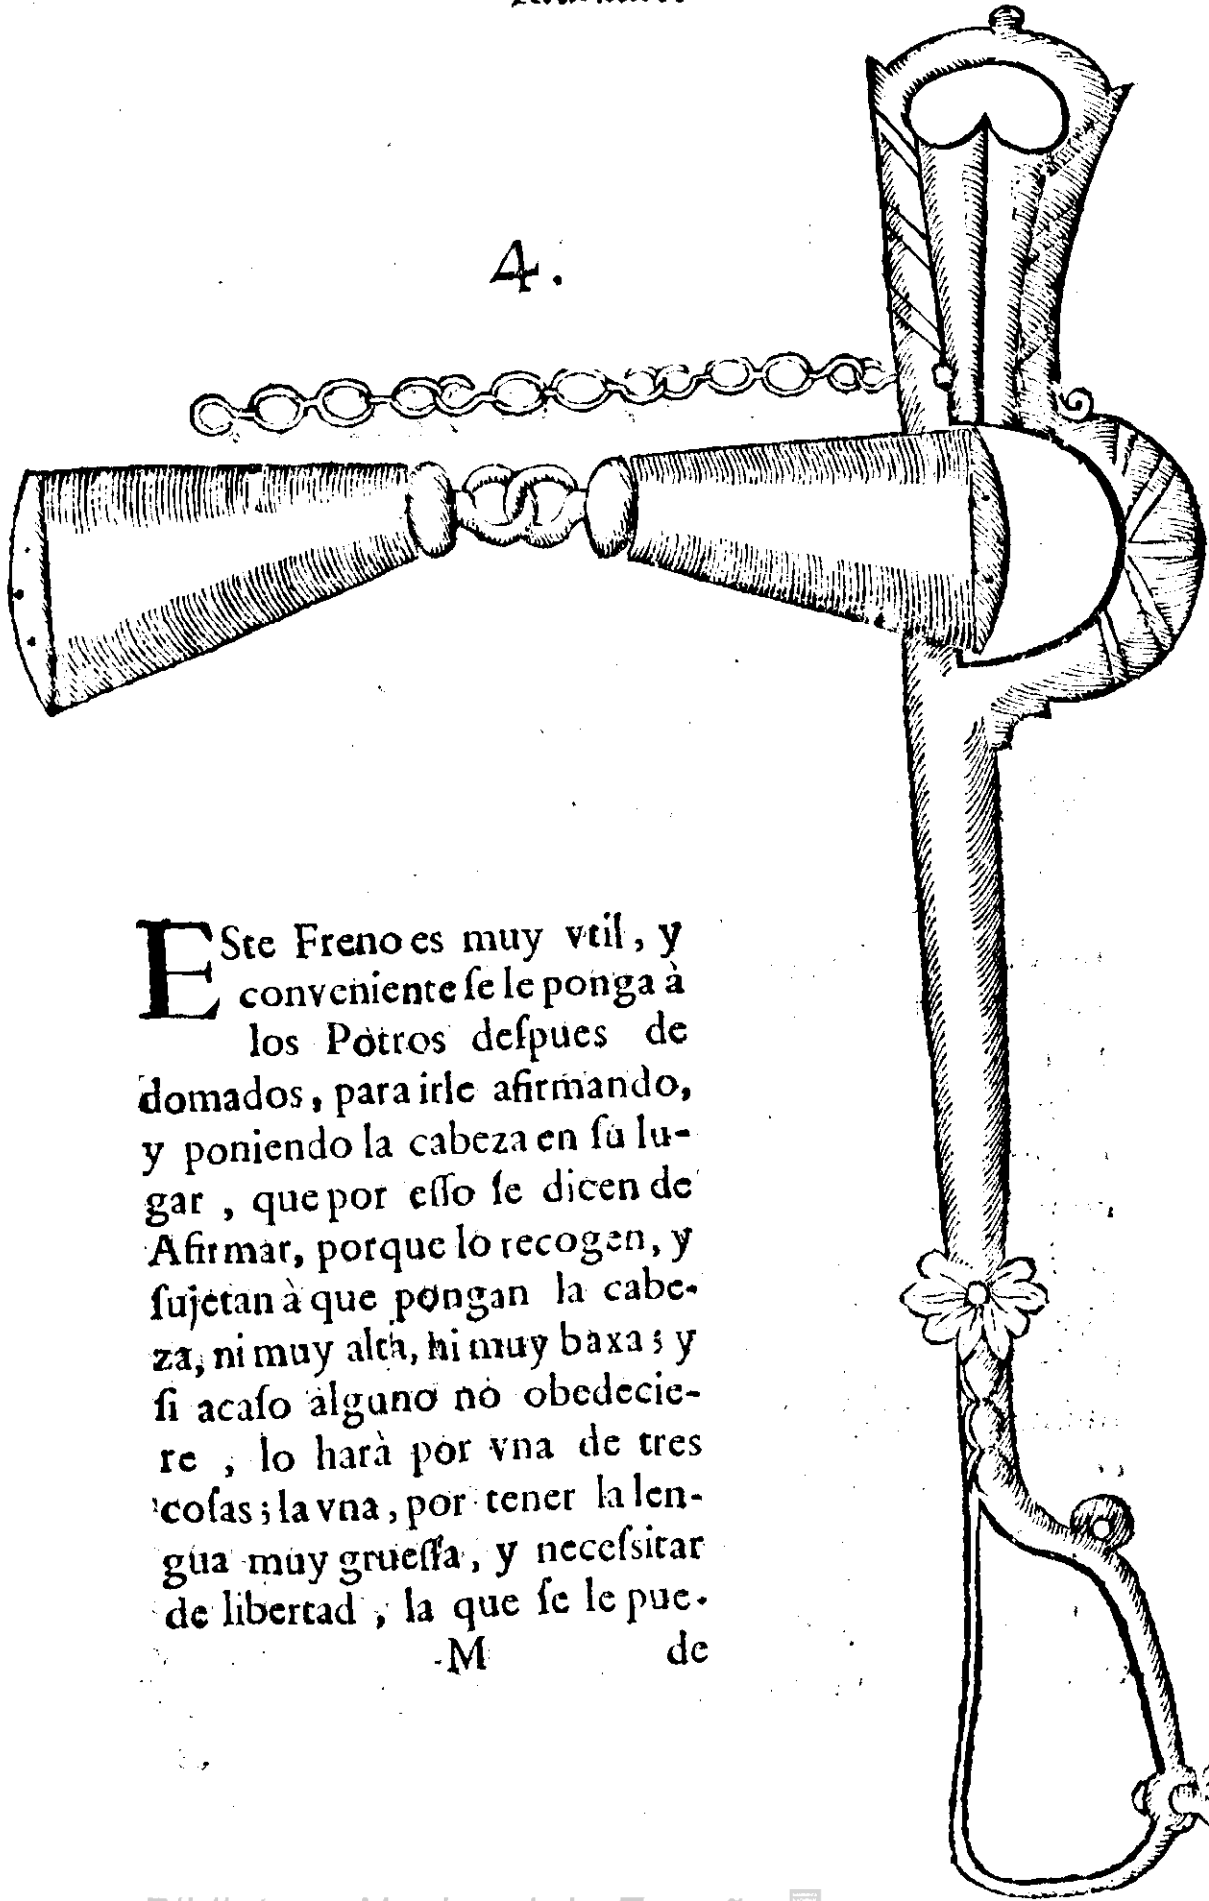 4.
ESte Freno es muy vtil, y
conveniente ſe le ponga à
los Potros deſpues de
domados, para irle afirmando,
y poniendo la cabeza en ſu lu-
gar, que por eſſo ſe dicen de
Afirmar, porque lo recogen, y
ſujetan à que pongan la cabe-
za, ni muy alta, ni muy baxa; y
ſi acaſo alguno no obedecie-
re, lo harà por vna de tres
coſas; la vna, por tener la len-
gua muy grueſſa, y neceſsitar
de libertad, la que ſe le pue-
M de